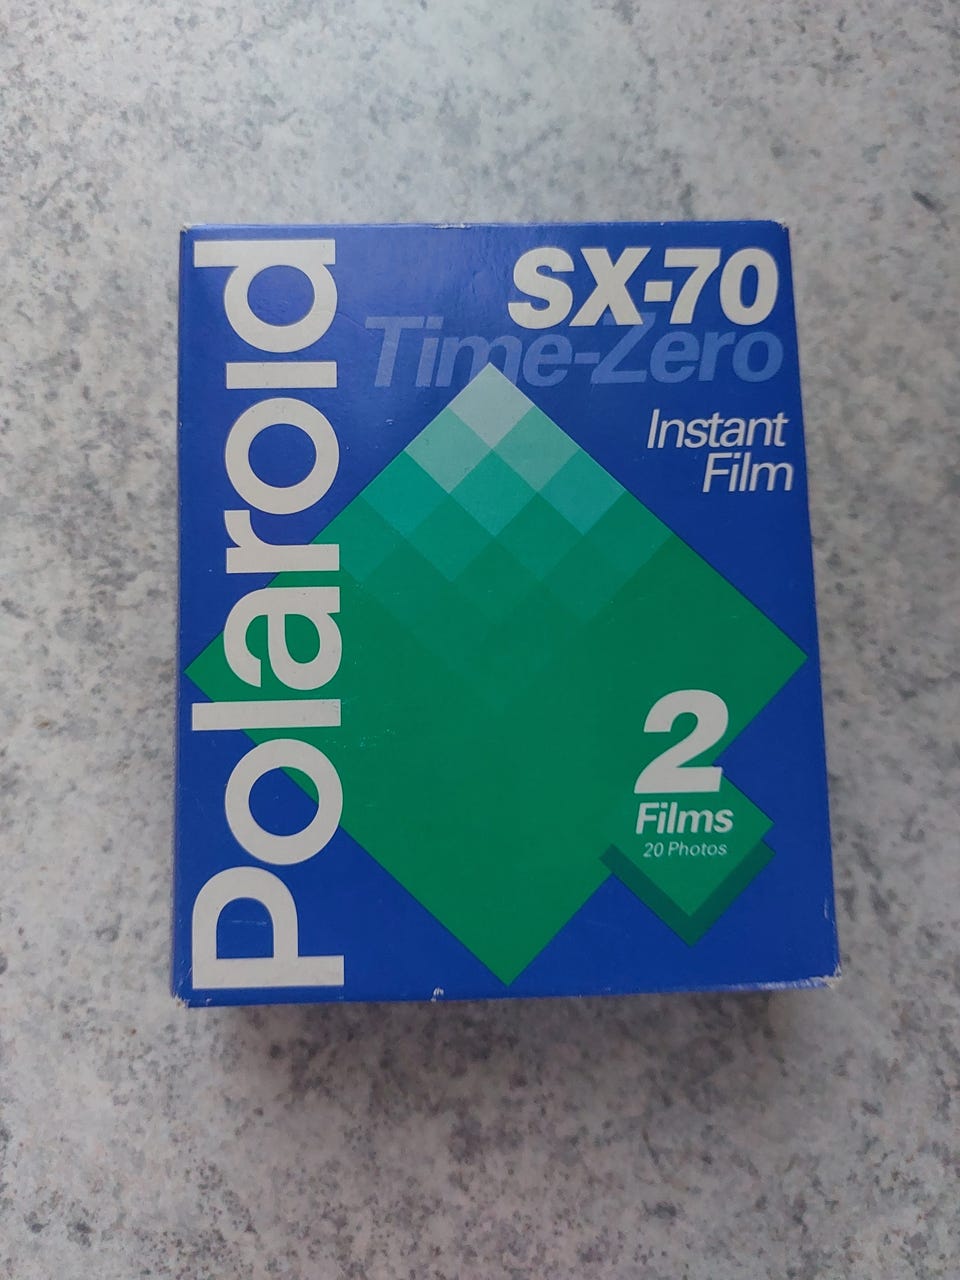 Polaroid
SX-70
Time-Zero
Instant
Film
2
Films
20 Photos